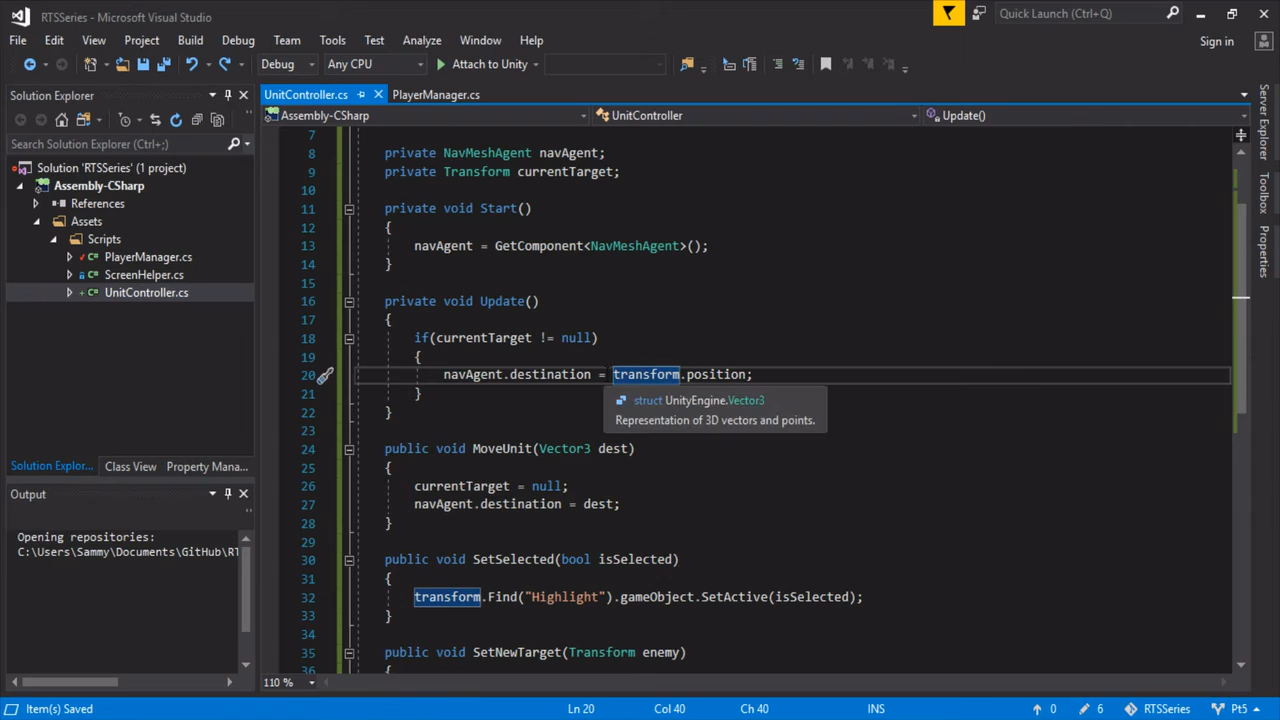 RTSSeries - Microsoft Visual Studio
Quick Launch (Ctrl+Q)
File Edit View Project Build Debug Team Tools Test Analyze Window Help
Sign in
Debug Any CPU Attach to Unity
Solution Explorer
UnitController.cs PlayerManager.cs
Assembly-CSharp UnitController Update()
Search Solution Explorer (Ctrl+;)
Solution 'RTSSeries' (1 project)
Assembly-CSharp
References
Assets
Scripts
PlayerManager.cs
ScreenHelper.cs
UnitController.cs
Solution Explor... Class View Property Mana...
Output
Opening repositories:
C:\Users\Sammy\Documents\GitHub\RT
7
8 private NavMeshAgent navAgent;
9 private Transform currentTarget;
10
11 private void Start()
12 {
13 navAgent = GetComponent<NavMeshAgent>();
14 }
15
16 private void Update()
17 {
18 if(currentTarget != null)
19 {
20 navAgent.destination = transform.position;
21 }
struct UnityEngine.Vector3
Representation of 3D vectors and points.
22 }
23
24 public void MoveUnit(Vector3 dest)
25 {
26 currentTarget = null;
27 navAgent.destination = dest;
28 }
29
30 public void SetSelected(bool isSelected)
31 {
32 transform.Find("Highlight").gameObject.SetActive(isSelected);
33 }
34
35 public void SetNewTarget(Transform enemy)
36 {
110 %
Server Explorer
Toolbox
Properties
Item(s) Saved Ln 20 Col 40 Ch 40 INS 0 6 RTSSeries Pt5